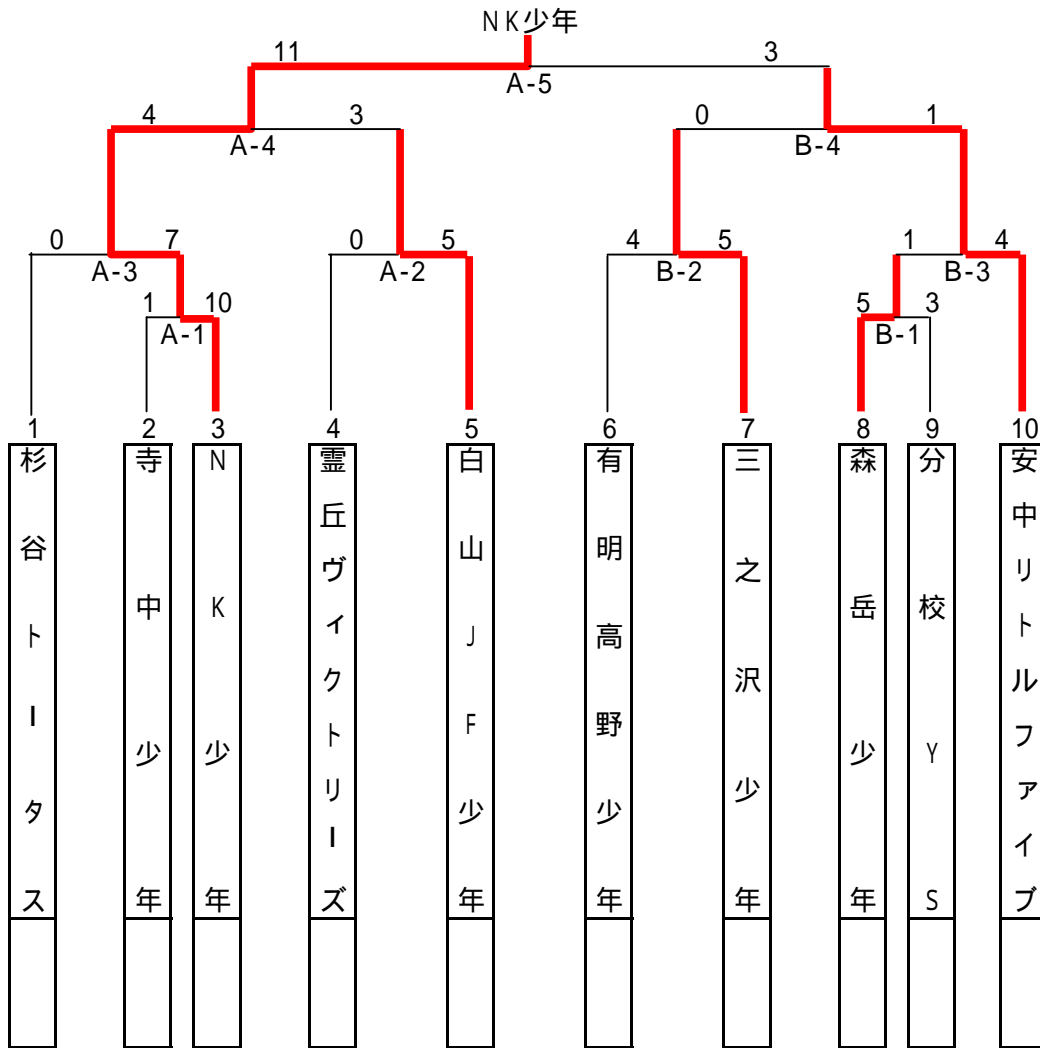 NK少年
11 3
A-5
4 3 0 1
A-4 B-4
0 7 0 5 4 5 1 4
A-3 A-2 B-2 B-3
1 10 5 3
A-1 B-1
1 2 3 4 5 6 7 8 9 10
杉谷トータス
寺中少年
NK少年
霊丘ヴィクトリーズ
白山JF少年
有明高野少年
三之沢少年
森岳少年
分校YS
安中リトルファイブ